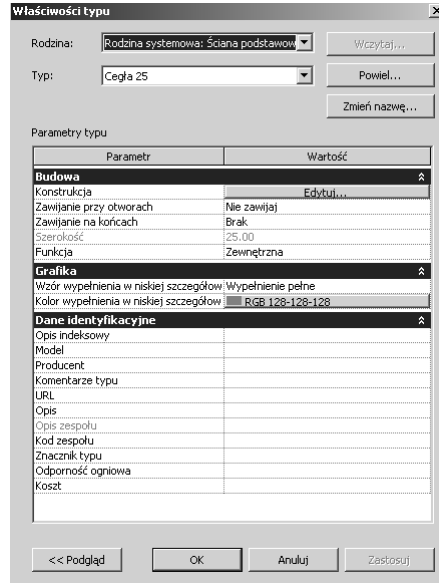 Właściwości typu
Rodzina: Rodzina systemowa: Ściana podstawow Wczytaj...
Typ: Cegła 25 Powiel...
Zmień nazwę...
Parametry typu
Parametr Wartość
Budowa
Konstrukcja Edytuj...
Zawijanie przy otworach Nie zawijaj
Zawijanie na końcach Brak
Szerokość 25.00
Funkcja Zewnętrzna
Grafika
Wzór wypełnienia w niskiej szczegółow Wypełnienie pełne
Kolor wypełnienia w niskiej szczegółow RGB 128-128-128
Dane identyfikacyjne
Opis indeksowy
Model
Producent
Komentarze typu
URL
Opis
Opis zespołu
Kod zespołu
Znacznik typu
Odporność ogniowa
Koszt
<< Podgląd OK Anuluj Zastosuj